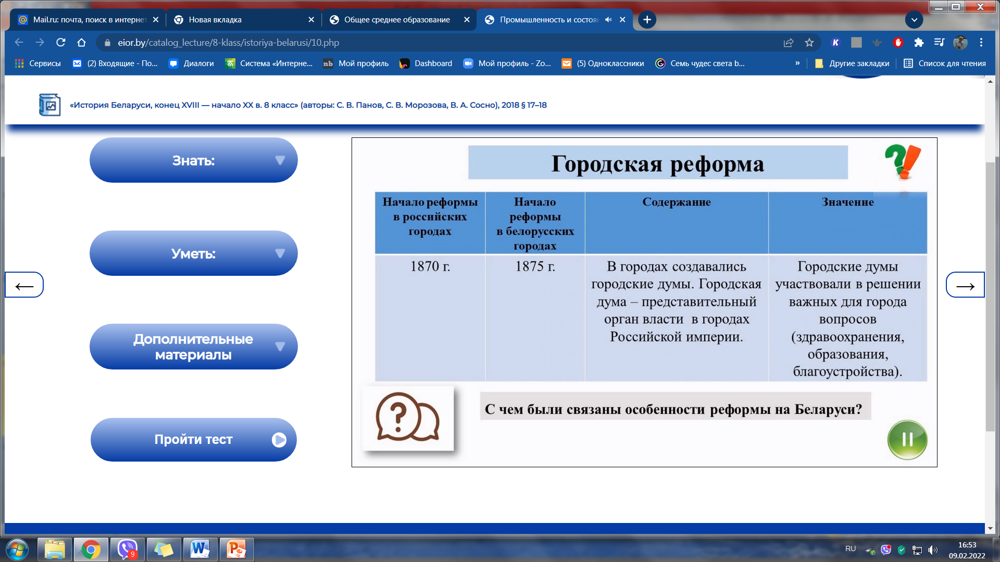 Mail.ru: почта, поиск в интернет
Новая вкладка
Общее среднее образование
Промышленность и состоя
eior.by/catalog_lecture/8-klass/istoriya-belarusi/10.php
Сервисы
(2) Входящие - По...
Диалоги
Система «Интерне...
nb
Мой профиль
Dashboard
Мой профиль - Zo...
(5) Одноклассники
Семь чудес света b...
»
Другие закладки
Список для чтения
«История Беларуси, конец XVIII — начало XX в. 8 класс» (авторы: С. В. Панов, С. В. Морозова, В. А. Сосно), 2018 § 17–18
Знать:
Уметь:
Дополнительные
материалы
Пройти тест
←
→
Городская реформа
Начало реформы
в российских
городах
Начало
реформы
в белорусских
городах
Содержание
Значение
1870 г.
1875 г.
В городах создавались
городские думы. Городская
дума – представительный
орган власти в городах
Российской империи.
Городские думы
участвовали в решении
важных для города
вопросов
(здравоохранения,
образования,
благоустройства).
С чем были связаны особенности реформы на Беларуси?
9
RU
16:53
09.02.2022